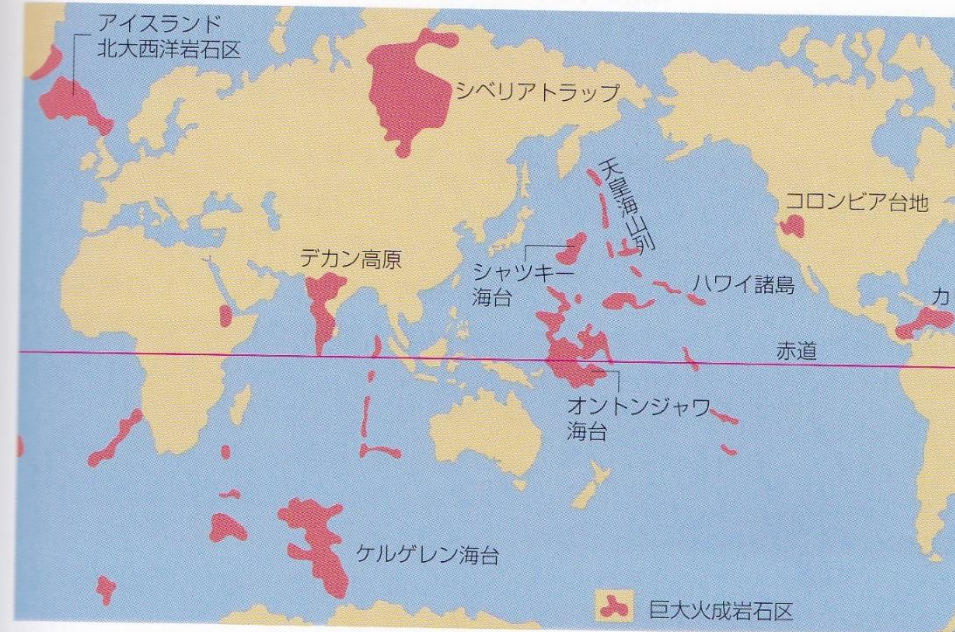 アイスランド
北大西洋岩石区
シベリアトラップ
天皇海山列
コロンビア台地
デカン高原
シャツキー
海台
ハワイ諸島
カ
赤道
オントンジャワ
海台
ケルゲレン海台
巨大火成岩石区